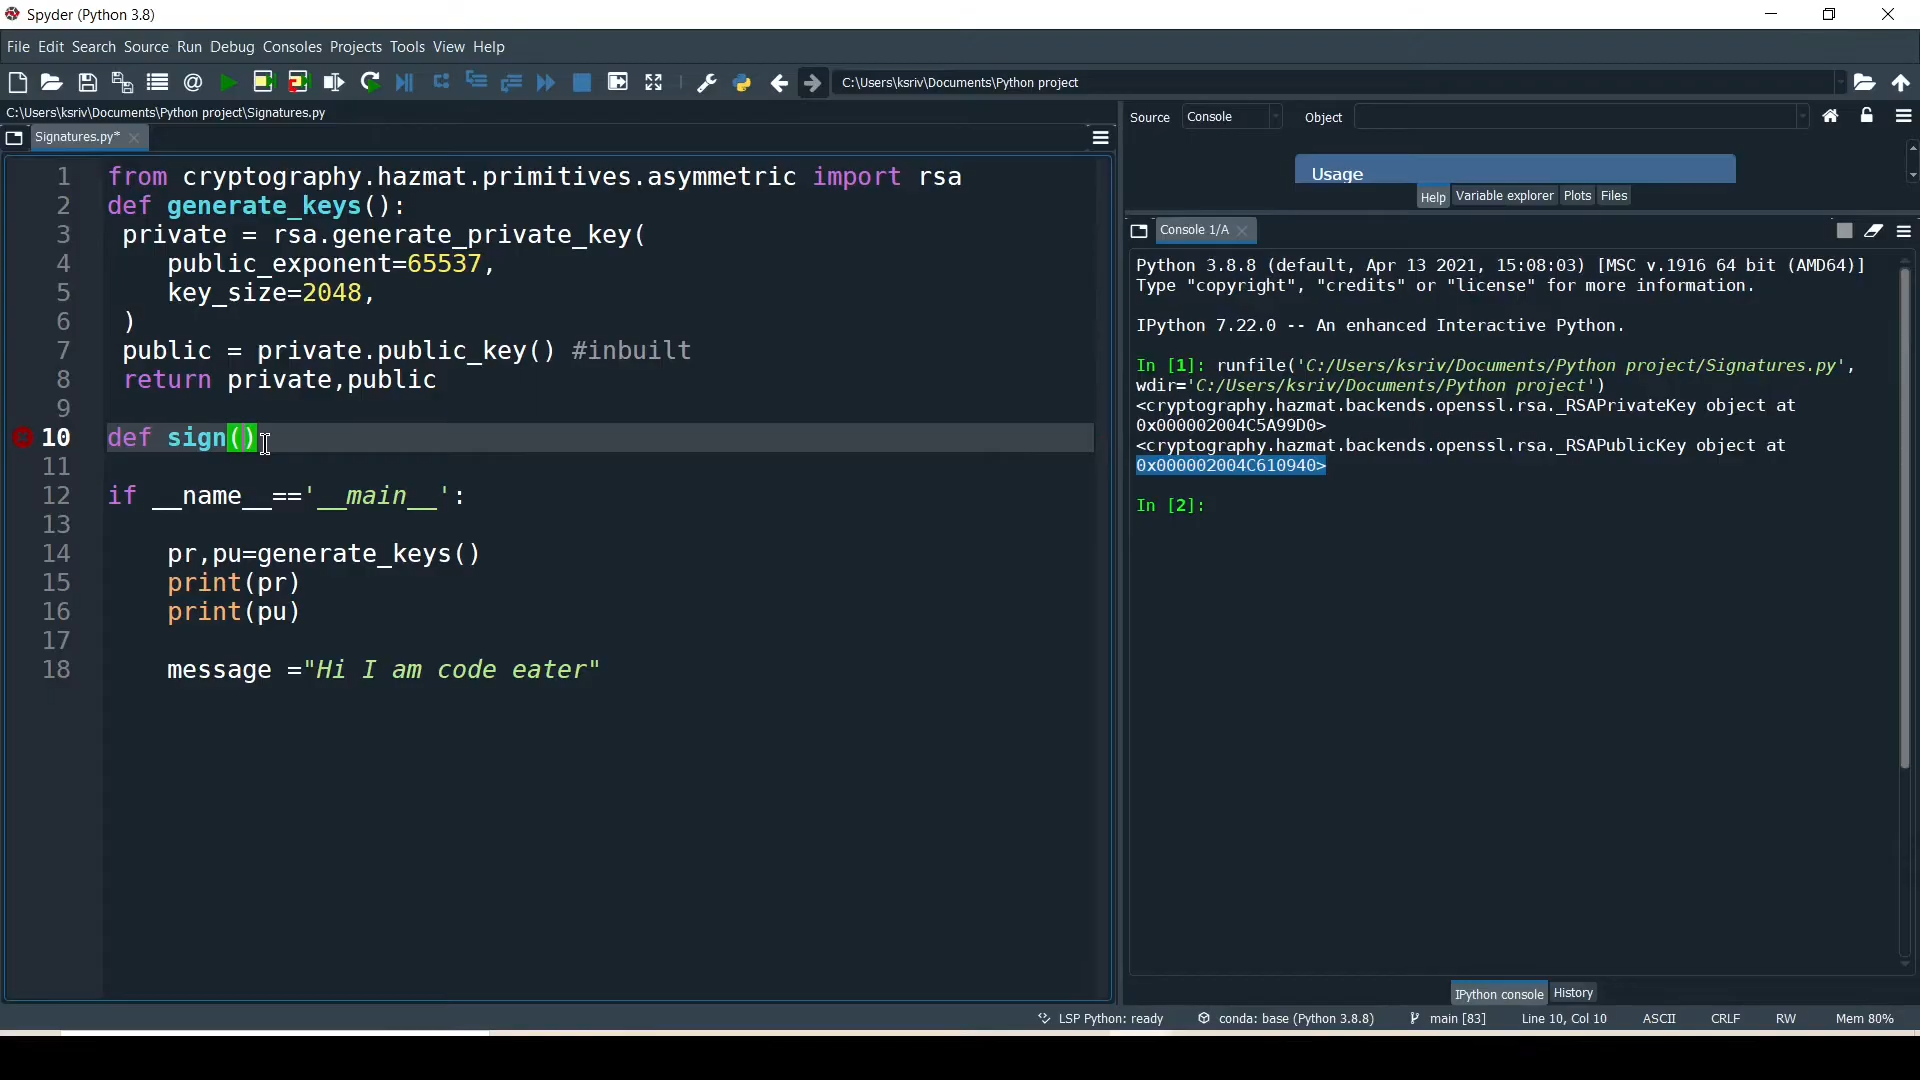 Spyder (Python 3.8)
File Edit Search Source Run Debug Consoles Projects Tools View Help
C:\Users\ksriv\Documents\Python project
C:\Users\ksriv\Documents\Python project\Signatures.py
Signatures.py*
1 from cryptography.hazmat.primitives.asymmetric import rsa
2 def generate_keys():
3 private = rsa.generate_private_key(
4 public_exponent=65537,
5 key_size=2048,
6 )
7 public = private.public_key() #inbuilt
8 return private,public
9
10 def sign()
11
12 if __name__=='__main__':
13
14 pr,pu=generate_keys()
15 print(pr)
16 print(pu)
17
18 message ="Hi I am code eater"
Source Console Object
Usage
Help Variable explorer Plots Files
Console 1/A
Python 3.8.8 (default, Apr 13 2021, 15:08:03) [MSC v.1916 64 bit (AMD64)]
Type "copyright", "credits" or "license" for more information.
IPython 7.22.0 -- An enhanced Interactive Python.
In [1]: runfile('C:/Users/ksriv/Documents/Python project/Signatures.py',
wdir='C:/Users/ksriv/Documents/Python project')
<cryptography.hazmat.backends.openssl.rsa._RSAPrivateKey object at
0x000002004C5A99D0>
<cryptography.hazmat.backends.openssl.rsa._RSAPublicKey object at
0x000002004C610940>
In [2]:
IPython console History
LSP Python: ready conda: base (Python 3.8.8) main [83] Line 10, Col 10 ASCII CRLF RW Mem 80%